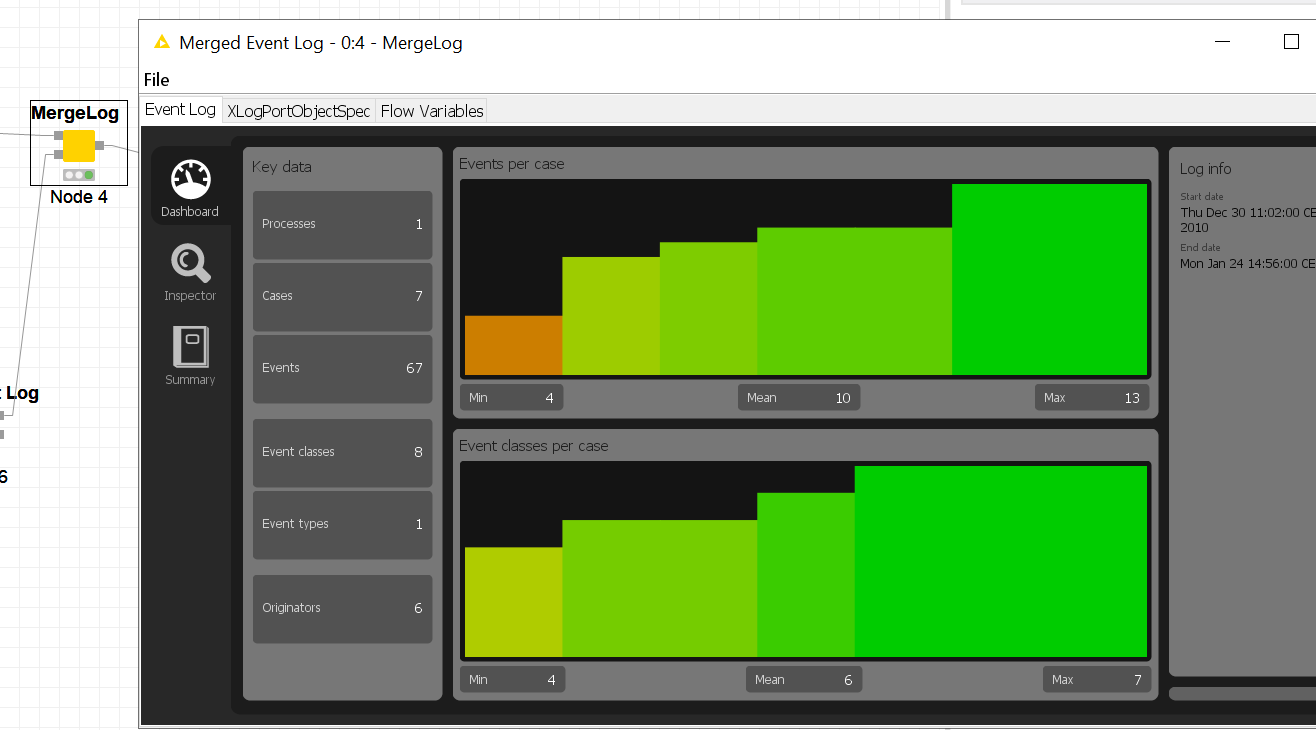 Merged Event Log - 0:4 - MergeLog
File
Event Log XLogPortObjectSpec Flow Variables
MergeLog
Node 4
Log
6
Dashboard
Inspector
Summary
Key data
Processes 1
Cases 7
Events 67
Event classes 8
Event types 1
Originators 6
Events per case
Min 4 Mean 10 Max 13
Event classes per case
Min 4 Mean 6 Max 7
Log info
Start date
Thu Dec 30 11:02:00 CE
2010
End date
Mon Jan 24 14:56:00 CE